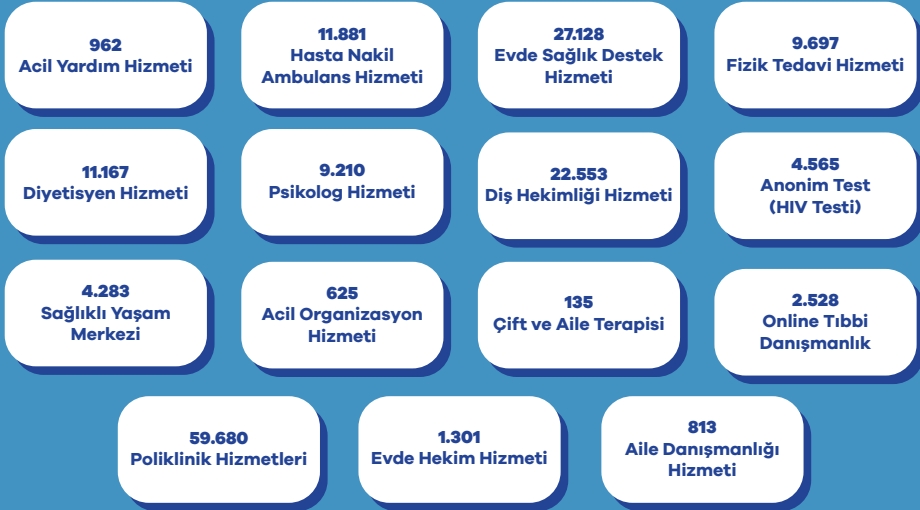 962
Acil Yardım Hizmeti
11.881
Hasta Nakil
Ambulans Hizmeti
27.128
Evde Sağlık Destek
Hizmeti
9.697
Fizik Tedavi Hizmeti
11.167
Diyetisyen Hizmeti
9.210
Psikolog Hizmeti
22.553
Diş Hekimliği Hizmeti
4.565
Anonim Test
(HIV Testi)
4.283
Sağlıklı Yaşam
Merkezi
625
Acil Organizasyon
Hizmeti
135
Çift ve Aile Terapisi
2.528
Online Tıbbi
Danışmanlık
59.680
Poliklinik Hizmetleri
1.301
Evde Hekim Hizmeti
813
Aile Danışmanlığı
Hizmeti